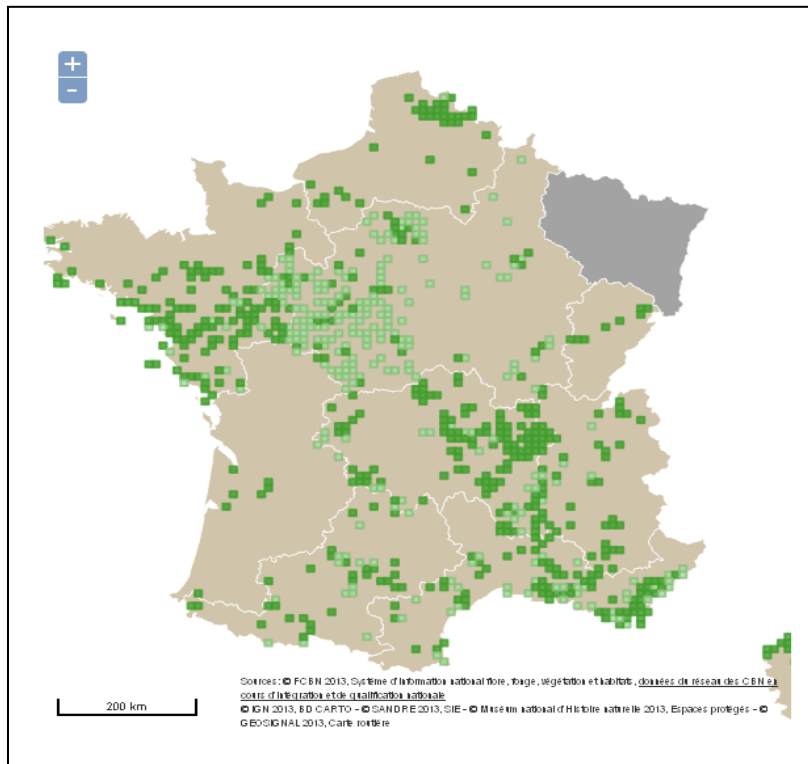 +
-
Sources : © FCBN 2013, Système d'information national flore, fonge, végétation et habitats, données du réseau des CBN en
cours d'intégration et de qualification nationale
© IGN 2013, BD CARTO - © SANDRE 2013, SIE - © Muséum national d'Histoire naturelle 2013, Espaces protégés - ©
GEOSIGNAL 2013, Carte routière
200 km